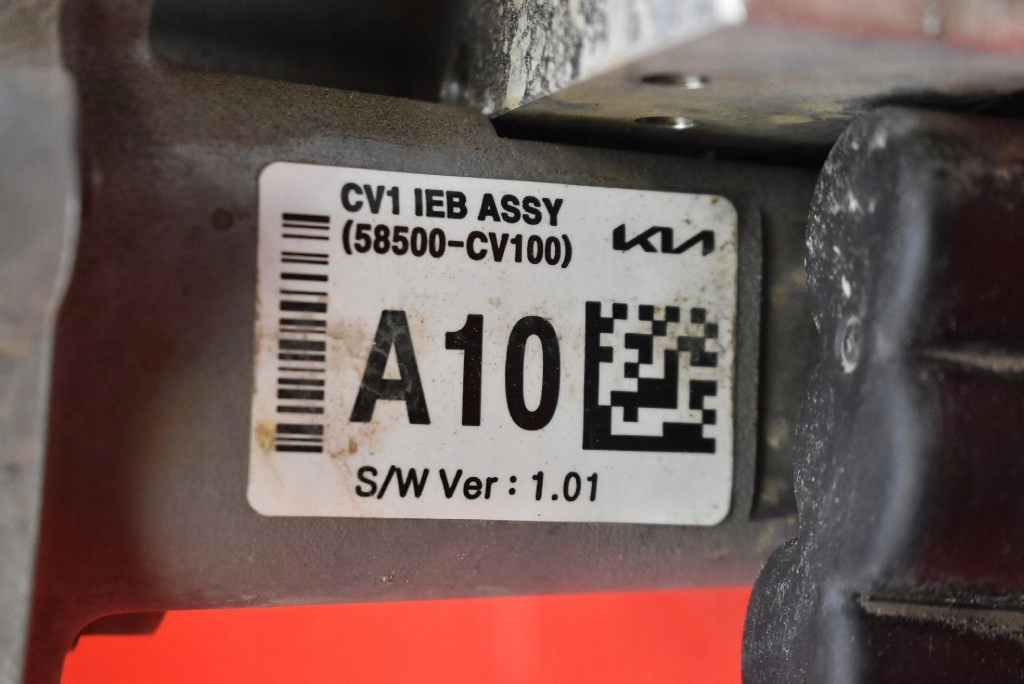 CV1 IEB ASSY
(58500-CV100)
KIA
A10
S/W Ver : 1.01